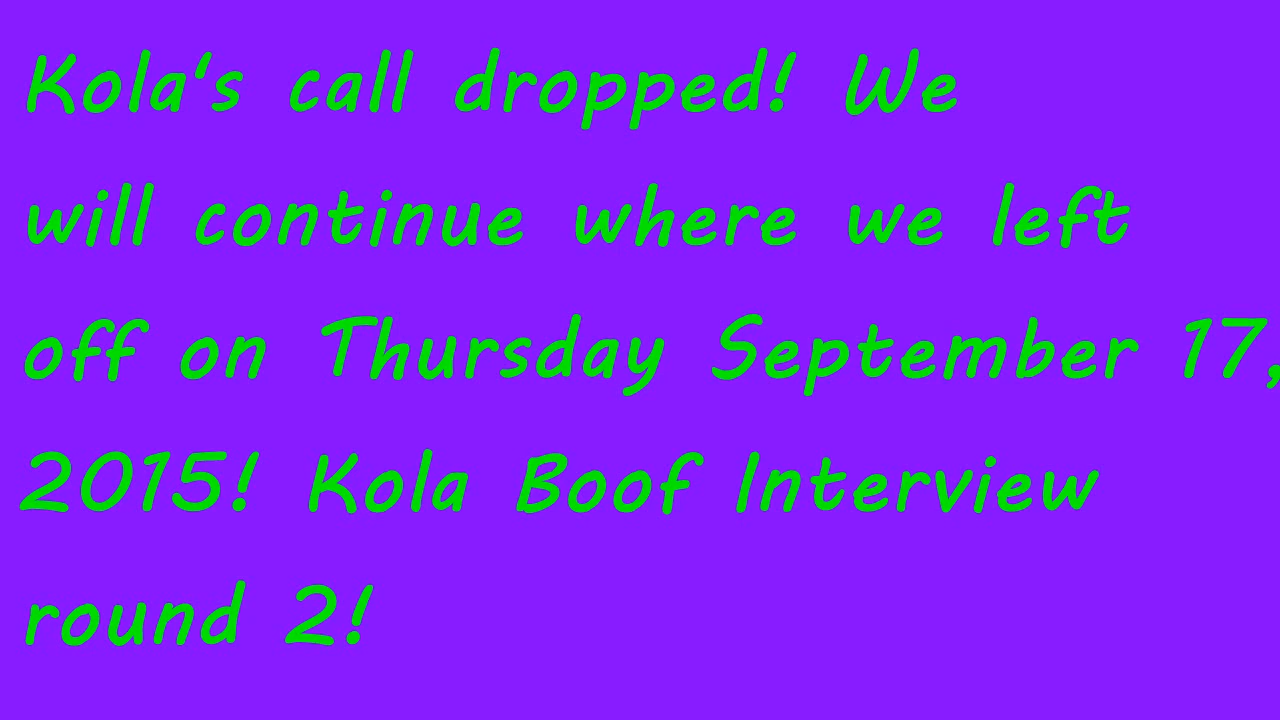 Kola's call dropped! We
will continue where we left
off on Thursday September 17,
2015! Kola Boof Interview
round 2!